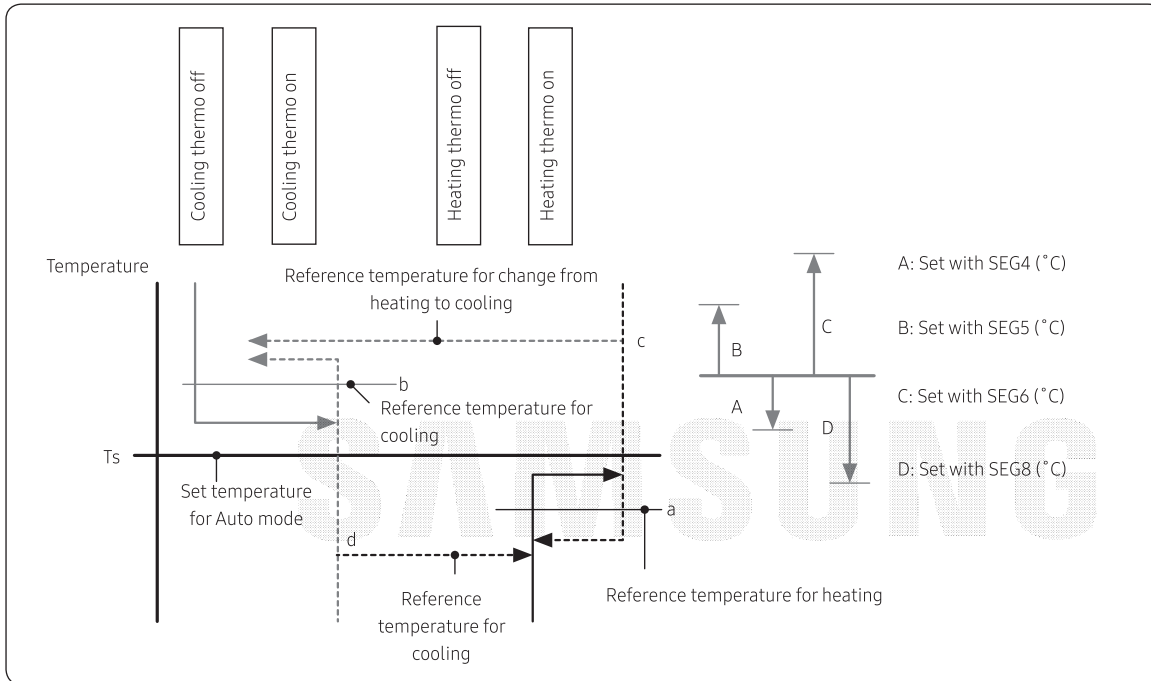 Cooling thermo off
Cooling thermo on
Heating thermo off
Heating thermo on
Temperature
Reference temperature for change from
heating to cooling
c
b
Reference temperature for
cooling
Ts
Set temperature
for Auto mode
a
d
Reference
temperature for
cooling
Reference temperature for heating
B
C
A
D
A: Set with SEG4 (˚C)
B: Set with SEG5 (˚C)
C: Set with SEG6 (˚C)
D: Set with SEG8 (˚C)
SAMSUNG